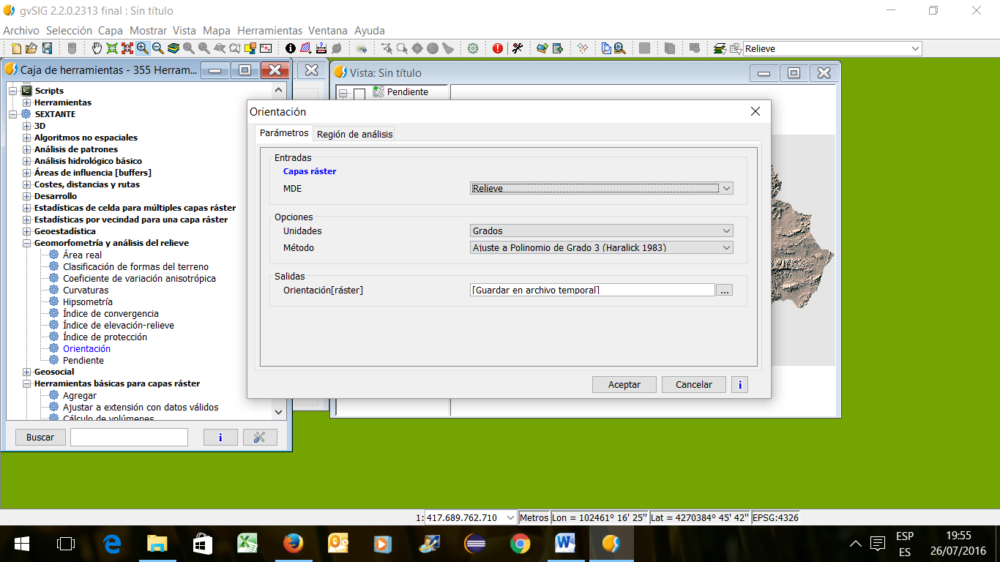 gvSIG 2.2.0.2313 final : Sin título
Archivo Selección Capa Mostrar Vista Mapa Herramientas Ventana Ayuda
Relieve
Caja de herramientas - 355 Herram...
Scripts
Herramientas
SEXTANTE
3D
Algoritmos no espaciales
Análisis de patrones
Análisis hidrológico básico
Áreas de influencia [buffers]
Costes, distancias y rutas
Desarrollo
Estadísticas de celda para múltiples capas ráster
Estadísticas por vecindad para una capa ráster
Geoestadística
Geomorfometría y análisis del relieve
Área real
Clasificación de formas del terreno
Coeficiente de variación anisotrópica
Curvaturas
Hipsometría
Índice de convergencia
Índice de elevación-relieve
Índice de protección
Orientación
Pendiente
Geosocial
Herramientas básicas para capas ráster
Agregar
Ajustar a extensión con datos válidos
Cálculo de volúmenes
Buscar
Vista: Sin título
Pendiente
Orientación
Parámetros Región de análisis
Entradas
Capas ráster
MDE Relieve
Opciones
Unidades Grados
Método Ajuste a Polinomio de Grado 3 (Haralick 1983)
Salidas
Orientación[ráster] [Guardar en archivo temporal] ...
Aceptar Cancelar i
1: 417.689.762.710 Metros Lon = 102461º 16' 25'' Lat = 4270384º 45' 42'' EPSG:4326
ESP
ES
19:55
26/07/2016